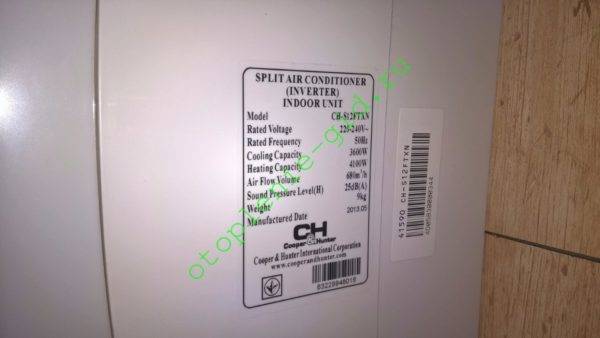 SPLIT AIR CONDITIONER
(INVERTER)
INDOOR UNIT
Model CH-S12FTXN
Rated Voltage 220-240V~
Rated Frequency 50Hz
Cooling Capacity 3600W
Heating Capacity 4100W
Air Flow Volume 680m³/h
Sound Pressure Level(H) 25dB(A)
Weight 9kg
Manufactured Date 2013.05
CH
Cooper&Hunter
Cooper & Hunter International Corporation
www.cooperandhunter.com
63229946018
41590 CH-S12FTXN
otoplenie-gid.ru